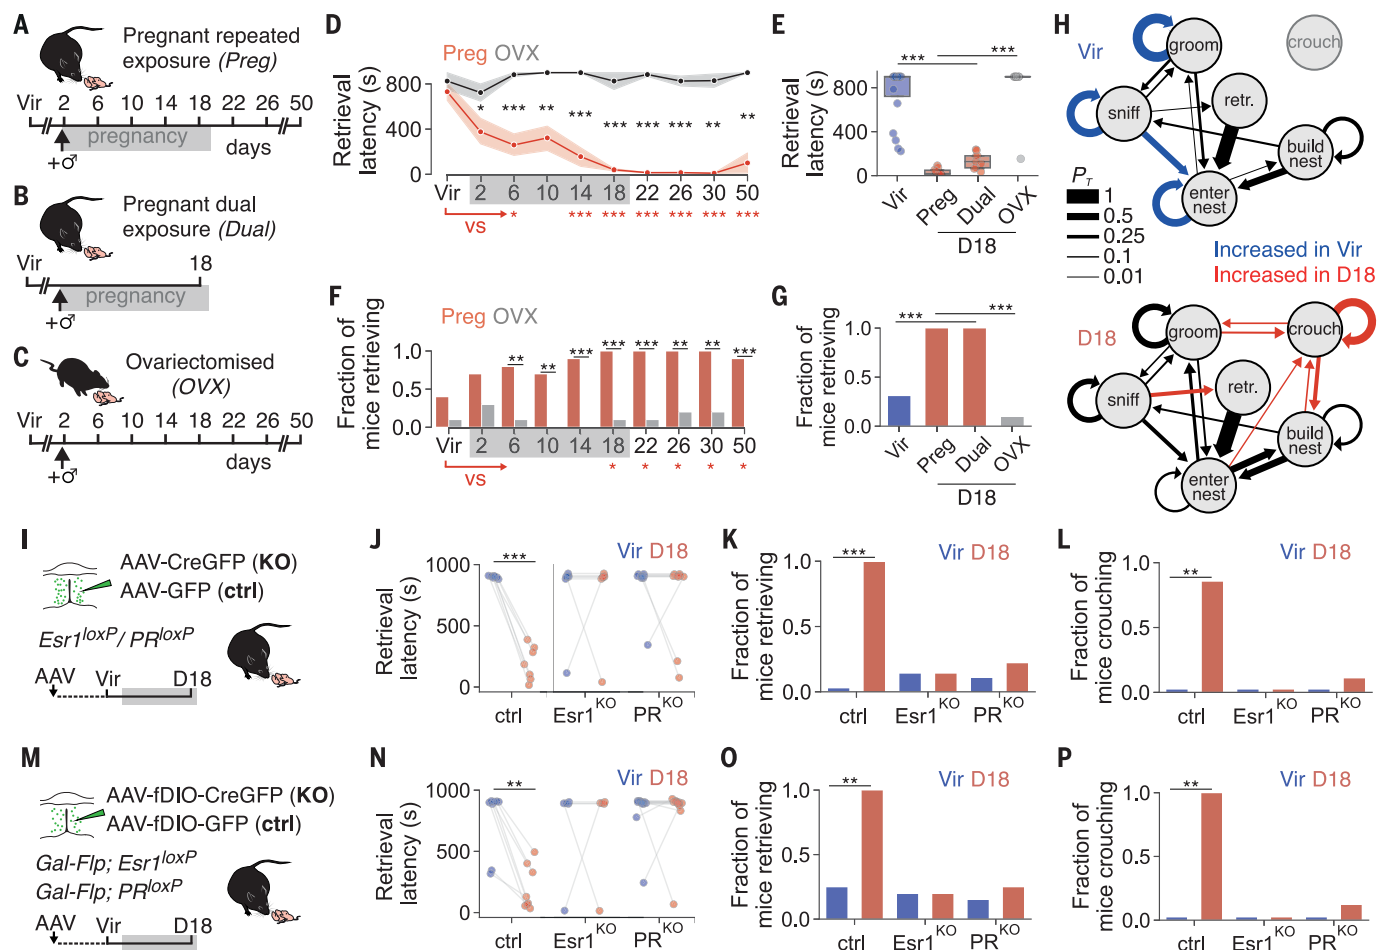 A
Pregnant repeated
exposure (Preg)
Vir 2 6 10 14 18 22 26 50
pregnancy
days
+♂
B
Pregnant dual
exposure (Dual)
Vir 18
pregnancy
+♂
C
Ovariectomised
(OVX)
Vir 2 6 10 14 18 22 26 30 50
days
+♂
D
Preg OVX
Retrieval
latency (s)
800
400
0
* *** ** *** *** *** *** ** **
Vir 2 6 10 14 18 22 26 30 50
vs * *** *** *** *** *** ***
E
*** ***
Retrieval
latency (s)
800
400
0
Vir Preg Dual OVX
D18
F
Preg OVX
Fraction of
mice retrieving
1.0
0.5
0.0
** ** *** *** *** ** ** ***
Vir 2 6 10 14 18 22 26 30 50
vs * * * * *
G
*** ***
Fraction of
mice retrieving
1.0
0.5
0.0
Vir Preg Dual OVX
D18
H
Vir
groom
crouch
sniff
retr.
build
nest
enter
nest
P_T
1
0.5
0.25
0.1
0.01
Increased in Vir
Increased in D18
D18
groom
crouch
sniff
retr.
build
nest
enter
nest
I
AAV-CreGFP (KO)
AAV-GFP (ctrl)
Esr1^loxP/ PR^loxP
AAV Vir D18
J
Vir D18
***
Retrieval
latency (s)
1000
500
0
ctrl Esr1^KO PR^KO
K
Vir D18
***
Fraction of
mice retrieving
1.0
0.5
0.0
ctrl Esr1^KO PR^KO
L
Vir D18
**
Fraction of
mice crouching
1.0
0.5
0.0
ctrl Esr1^KO PR^KO
M
AAV-fDIO-CreGFP (KO)
AAV-fDIO-GFP (ctrl)
Gal-Flp; Esr1^loxP
Gal-Flp; PR^loxP
AAV Vir D18
N
Vir D18
**
Retrieval
latency (s)
1000
500
0
ctrl Esr1^KO PR^KO
O
Vir D18
**
Fraction of
mice retrieving
1.0
0.5
0.0
ctrl Esr1^KO PR^KO
P
Vir D18
**
Fraction of
mice crouching
1.0
0.5
0.0
ctrl Esr1^KO PR^KO